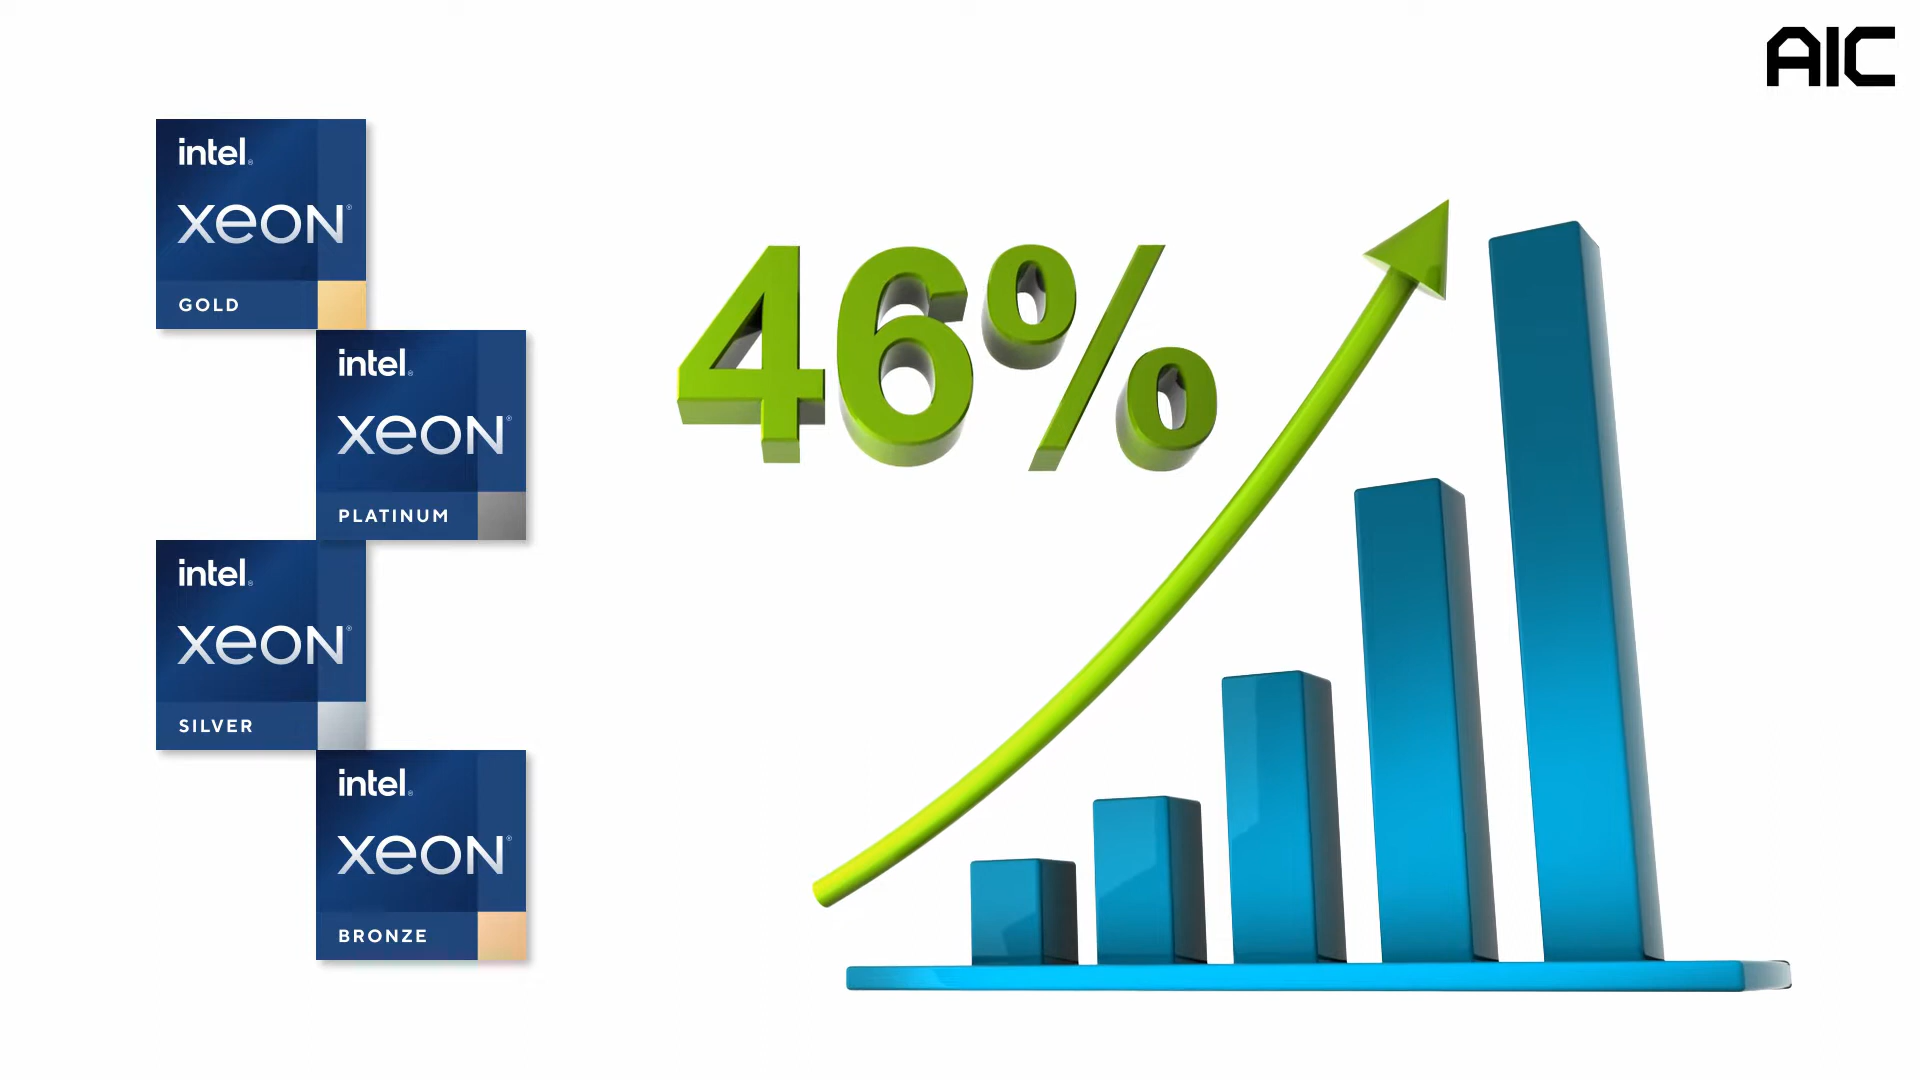 AIC
intel®
xeon®
GOLD
intel®
xeon®
PLATINUM
intel®
xeon®
SILVER
intel®
xeon®
BRONZE
46%